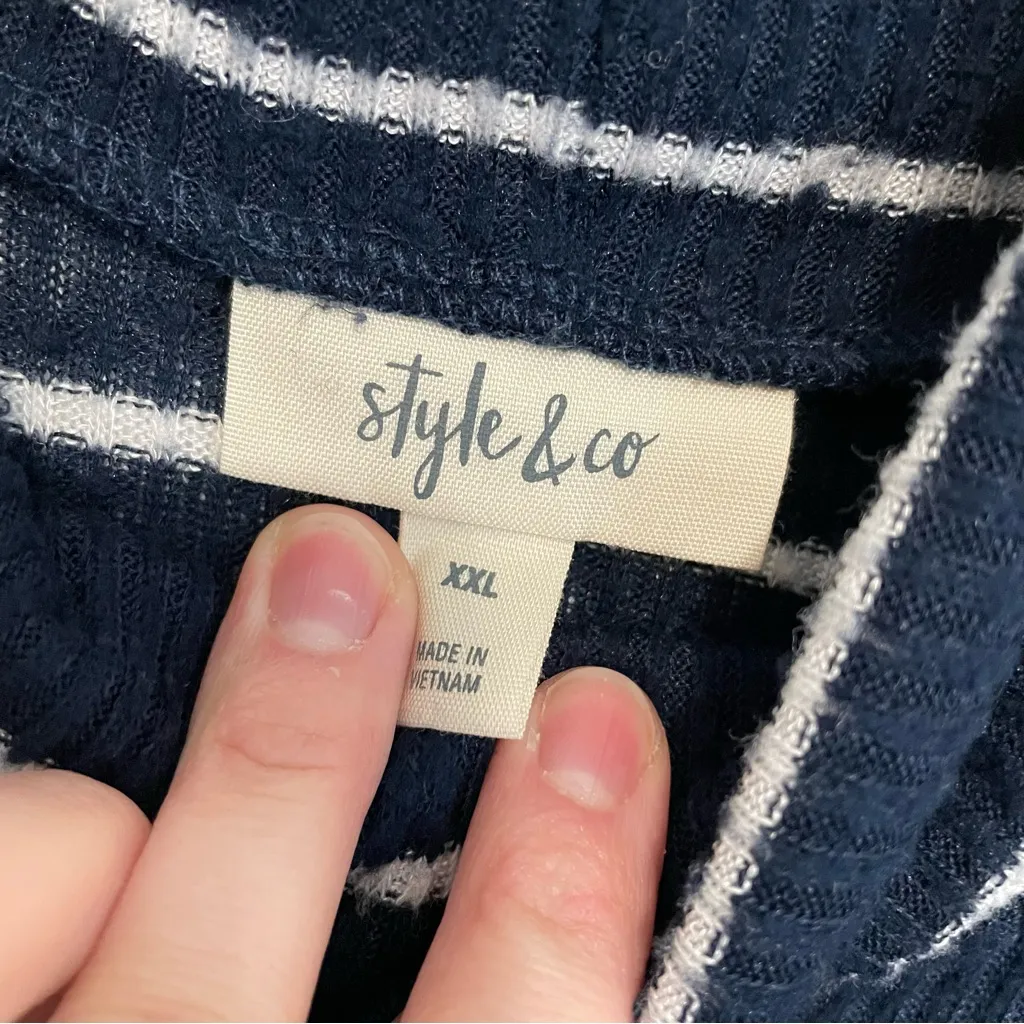 style & co
XXL
MADE IN
VIETNAM